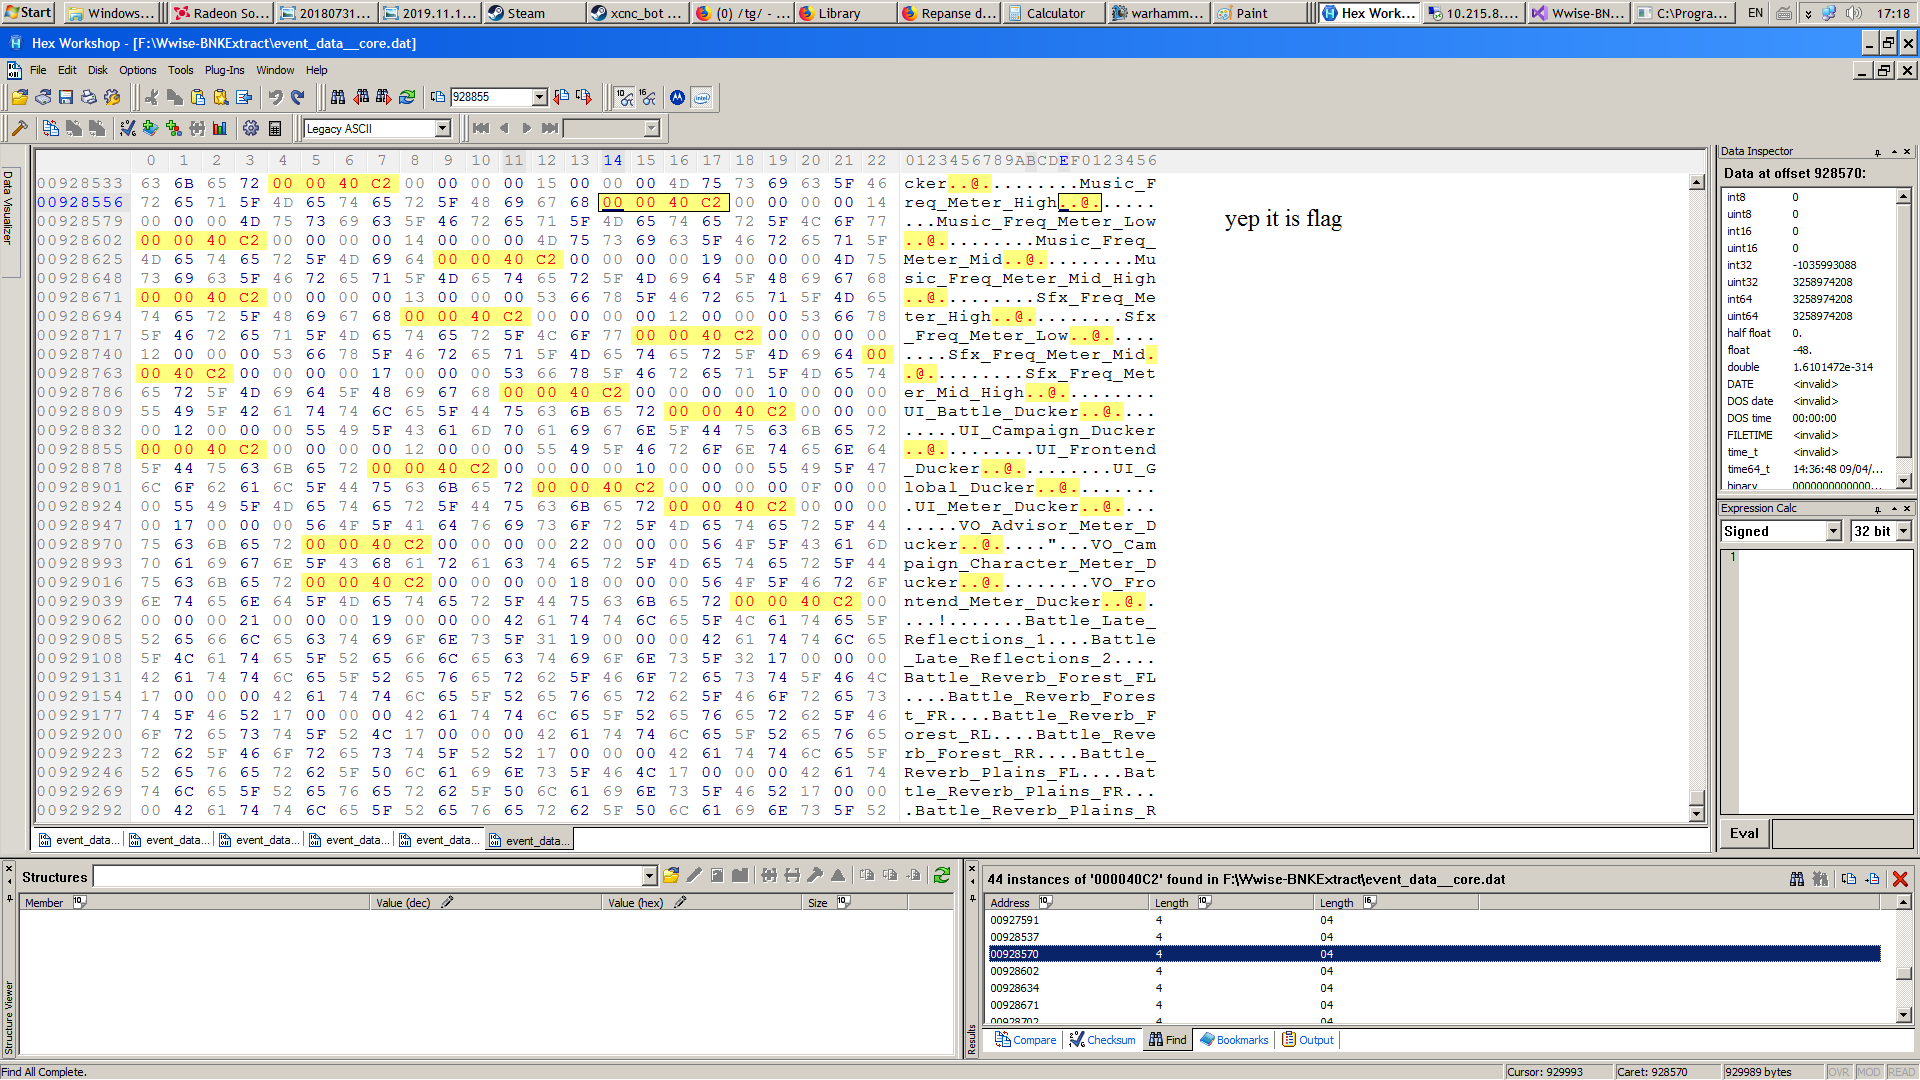 Start Windows... Radeon So... 20180731... 2019.11.1... Steam xcnc_bot ... (0) /tg/ - ... Library Repanse d... Calculator warhamm... Paint Hex Work... 10.215.8.... Wwise-BN... C:\Progra... EN 17:18
Hex Workshop - [F:\Wwise-BNKExtract\event_data__core.dat]
File Edit Disk Options Tools Plug-Ins Window Help
928855
Legacy ASCII
Data Visualizer
0 1 2 3 4 5 6 7 8 9 10 11 12 13 14 15 16 17 18 19 20 21 22 0123456789ABCDEF0123456
00928533 63 6B 65 72 00 00 40 C2 00 00 00 00 15 00 00 00 4D 75 73 69 63 5F 46 cker..@.........Music_F
00928556 72 65 71 5F 4D 65 74 65 72 5F 48 69 67 68 00 00 40 C2 00 00 00 00 14 req_Meter_High..@......
00928579 00 00 00 4D 75 73 69 63 5F 46 72 65 71 5F 4D 65 74 65 72 5F 4C 6F 77 ...Music_Freq_Meter_Low
00928602 00 00 40 C2 00 00 00 00 14 00 00 00 4D 75 73 69 63 5F 46 72 65 71 5F ..@.........Music_Freq_
00928625 4D 65 74 65 72 5F 4D 69 64 00 00 40 C2 00 00 00 00 19 00 00 00 4D 75 Meter_Mid..@.........Mu
00928648 73 69 63 5F 46 72 65 71 5F 4D 65 74 65 72 5F 4D 69 64 5F 48 69 67 68 sic_Freq_Meter_Mid_High
00928671 00 00 40 C2 00 00 00 00 13 00 00 00 53 66 78 5F 46 72 65 71 5F 4D 65 ..@.........Sfx_Freq_Me
00928694 74 65 72 5F 48 69 67 68 00 00 40 C2 00 00 00 00 12 00 00 00 53 66 78 ter_High..@.........Sfx
00928717 5F 46 72 65 71 5F 4D 65 74 65 72 5F 4C 6F 77 00 00 40 C2 00 00 00 00 _Freq_Meter_Low..@.....
00928740 12 00 00 00 53 66 78 5F 46 72 65 71 5F 4D 65 74 65 72 5F 4D 69 64 00 ....Sfx_Freq_Meter_Mid.
00928763 00 40 C2 00 00 00 00 17 00 00 00 53 66 78 5F 46 72 65 71 5F 4D 65 74 .@.........Sfx_Freq_Met
00928786 65 72 5F 4D 69 64 5F 48 69 67 68 00 00 40 C2 00 00 00 00 10 00 00 00 er_Mid_High..@.........
00928809 55 49 5F 42 61 74 74 6C 65 5F 44 75 63 6B 65 72 00 00 40 C2 00 00 00 UI_Battle_Ducker..@....
00928832 00 12 00 00 00 55 49 5F 43 61 6D 70 61 69 67 6E 5F 44 75 63 6B 65 72 .....UI_Campaign_Ducker
00928855 00 00 40 C2 00 00 00 00 12 00 00 00 55 49 5F 46 72 6F 6E 74 65 6E 64 ..@.........UI_Frontend
00928878 5F 44 75 63 6B 65 72 00 00 40 C2 00 00 00 00 10 00 00 00 55 49 5F 47 _Ducker..@.........UI_G
00928901 6C 6F 62 61 6C 5F 44 75 63 6B 65 72 00 00 40 C2 00 00 00 00 0F 00 00 lobal_Ducker..@........
00928924 00 55 49 5F 4D 65 74 65 72 5F 44 75 63 6B 65 72 00 00 40 C2 00 00 00 .UI_Meter_Ducker..@....
00928947 00 17 00 00 00 56 4F 5F 41 64 76 69 73 6F 72 5F 4D 65 74 65 72 5F 44 .....VO_Advisor_Meter_D
00928970 75 63 6B 65 72 00 00 40 C2 00 00 00 00 22 00 00 00 56 4F 5F 43 61 6D ucker..@....."...VO_Cam
00928993 70 61 69 67 6E 5F 43 68 61 72 61 63 74 65 72 5F 4D 65 74 65 72 5F 44 paign_Character_Meter_D
00929016 75 63 6B 65 72 00 00 40 C2 00 00 00 00 18 00 00 00 56 4F 5F 46 72 6F ucker..@.........VO_Fro
00929039 6E 74 65 6E 64 5F 4D 65 74 65 72 5F 44 75 63 6B 65 72 00 00 40 C2 00 ntend_Meter_Ducker..@..
00929062 00 00 00 21 00 00 00 19 00 00 00 42 61 74 74 6C 65 5F 4C 61 74 65 5F ...!.......Battle_Late_
00929085 52 65 66 6C 65 63 74 69 6F 6E 73 5F 31 19 00 00 00 42 61 74 74 6C 65 Reflections_1....Battle
00929108 5F 4C 61 74 65 5F 52 65 66 6C 65 63 74 69 6F 6E 73 5F 32 17 00 00 00 _Late_Reflections_2....
00929131 42 61 74 74 6C 65 5F 52 65 76 65 72 62 5F 46 6F 72 65 73 74 5F 46 4C Battle_Reverb_Forest_FL
00929154 17 00 00 00 42 61 74 74 6C 65 5F 52 65 76 65 72 62 5F 46 6F 72 65 73 ....Battle_Reverb_Fores
00929177 74 5F 46 52 17 00 00 00 42 61 74 74 6C 65 5F 52 65 76 65 72 62 5F 46 t_FR....Battle_Reverb_F
00929200 6F 72 65 73 74 5F 52 4C 17 00 00 00 42 61 74 74 6C 65 5F 52 65 76 65 orest_RL....Battle_Reve
00929223 72 62 5F 46 6F 72 65 73 74 5F 52 52 17 00 00 00 42 61 74 74 6C 65 5F rb_Forest_RR....Battle_
00929246 52 65 76 65 72 62 5F 50 6C 61 69 6E 73 5F 46 4C 17 00 00 00 42 61 74 Reverb_Plains_FL....Bat
00929269 74 6C 65 5F 52 65 76 65 72 62 5F 50 6C 61 69 6E 73 5F 46 52 17 00 00 tle_Reverb_Plains_FR...
00929292 00 42 61 74 74 6C 65 5F 52 65 76 65 72 62 5F 50 6C 61 69 6E 73 5F 52 .Battle_Reverb_Plains_R
yep it is flag
Data Inspector
Data at offset 928570:
int8 0
uint8 0
int16 0
uint16 0
int32 -1035993088
uint32 3258974208
int64 3258974208
uint64 3258974208
half float 0.
float -48.
double 1.6101472e-314
DATE <invalid>
DOS date <invalid>
DOS time 00:00:00
FILETIME <invalid>
time_t <invalid>
time64_t 14:36:48 09/04/...
binary 0000000000000...
Expression Calc
Signed 32 bit
1
Eval
event_data... event_data... event_data... event_data... event_data... event_data...
Structures
Member Value (dec) Value (hex) Size
Structure Viewer
44 instances of '000040C2' found in F:\Wwise-BNKExtract\event_data__core.dat
Address Length Length
00927591 4 04
00928537 4 04
00928570 4 04
00928602 4 04
00928634 4 04
00928671 4 04
00928702 4 04
Results
Compare Checksum Find Bookmarks Output
Find All Complete. Cursor: 929993 Caret: 928570 929989 bytes OVR MOD READ